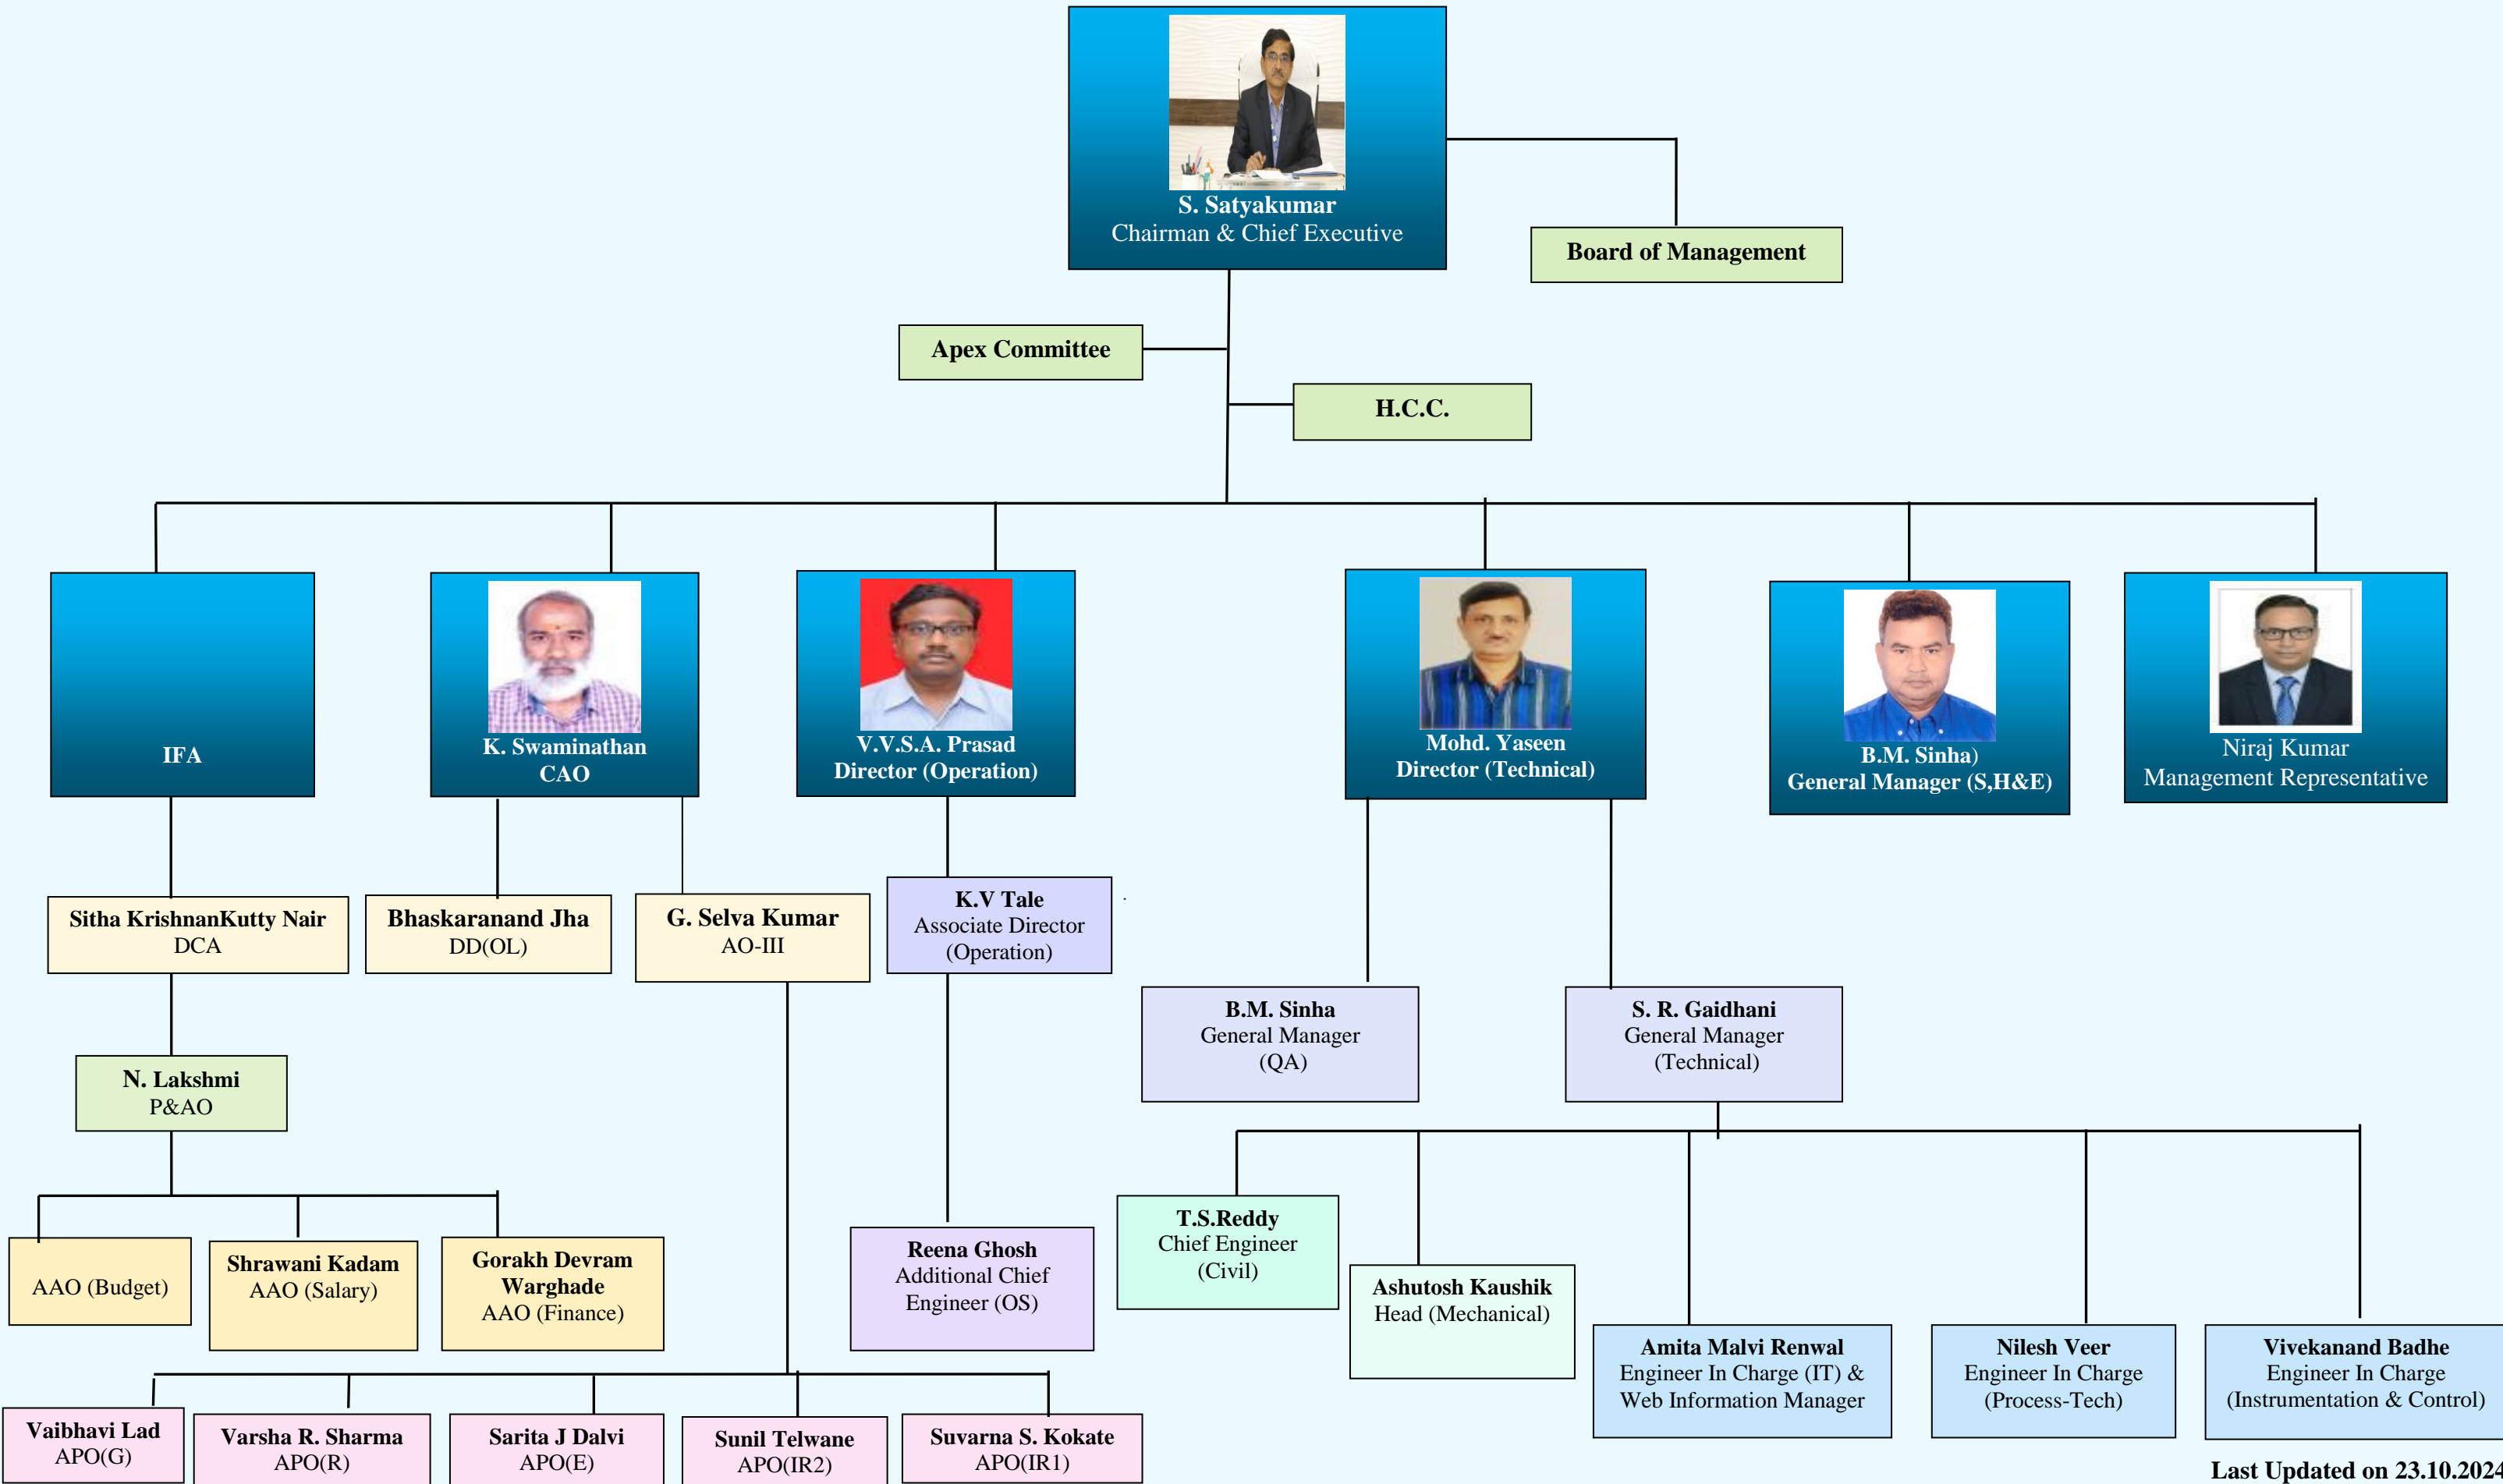 S. Satyakumar
Chairman & Chief Executive
Board of Management
Apex Committee
H.C.C.
IFA
K. Swaminathan
CAO
V.V.S.A. Prasad
Director (Operation)
Mohd. Yaseen
Director (Technical)
B.M. Sinha)
General Manager (S,H&E)
Niraj Kumar
Management Representative
Sitha KrishnanKutty Nair
DCA
Bhaskaranand Jha
DD(OL)
G. Selva Kumar
AO-III
K.V Tale
Associate Director
(Operation)
B.M. Sinha
General Manager
(QA)
S. R. Gaidhani
General Manager
(Technical)
N. Lakshmi
P&AO
AAO (Budget)
Shrawani Kadam
AAO (Salary)
Gorakh Devram
Warghade
AAO (Finance)
Reena Ghosh
Additional Chief
Engineer (OS)
T.S.Reddy
Chief Engineer
(Civil)
Ashutosh Kaushik
Head (Mechanical)
Amita Malvi Renwal
Engineer In Charge (IT) &
Web Information Manager
Nilesh Veer
Engineer In Charge
(Process-Tech)
Vivekanand Badhe
Engineer In Charge
(Instrumentation & Control)
Vaibhavi Lad
APO(G)
Varsha R. Sharma
APO(R)
Sarita J Dalvi
APO(E)
Sunil Telwane
APO(IR2)
Suvarna S. Kokate
APO(IR1)
Last Updated on 23.10.2024